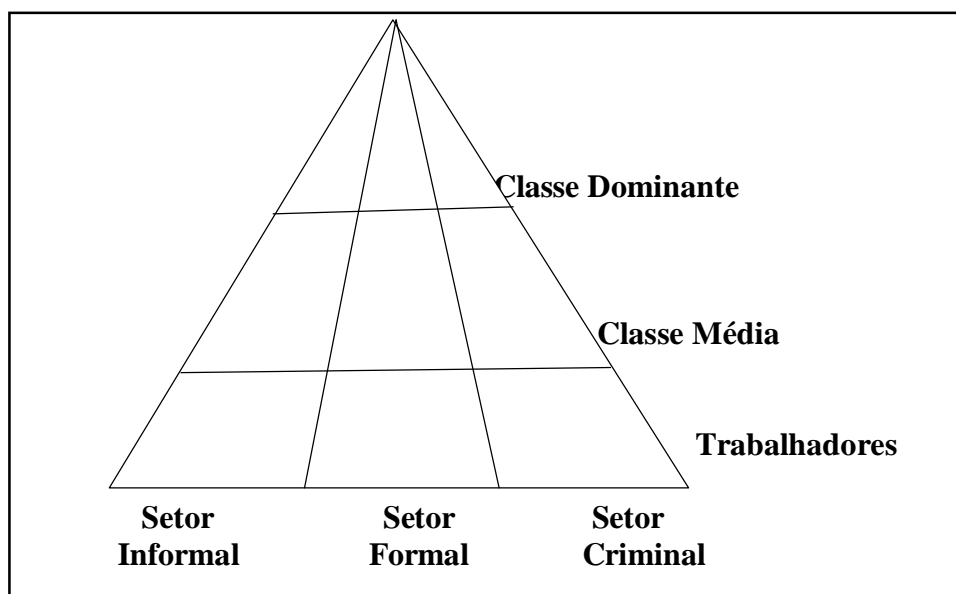 Classe Dominante
Classe Média
Trabalhadores
Setor Informal
Setor Formal
Setor Criminal